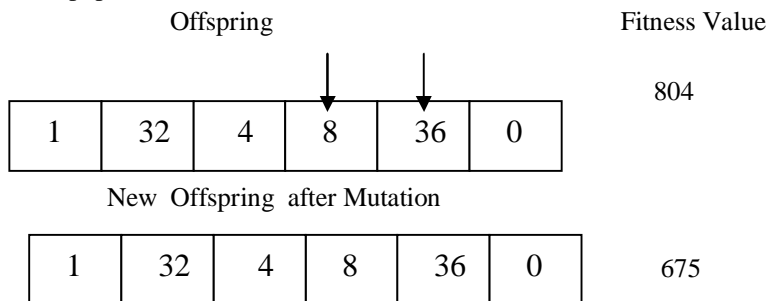 Offspring Fitness Value
804
1 32 4 8 36 0
New Offspring after Mutation
1 32 4 8 36 0 675